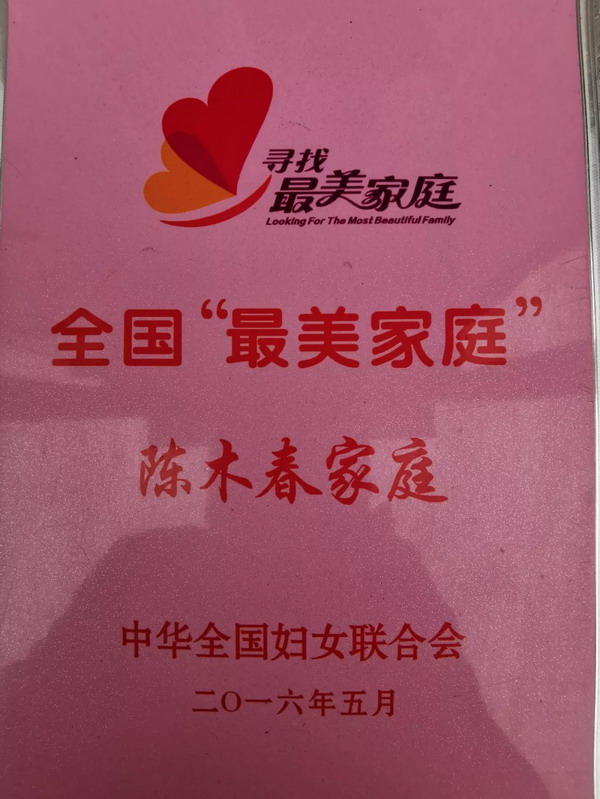 寻找
最美家庭
Looking For The Most Beautiful Family
全国“最美家庭”
陈木春家庭
中华全国妇女联合会
二〇一六年五月